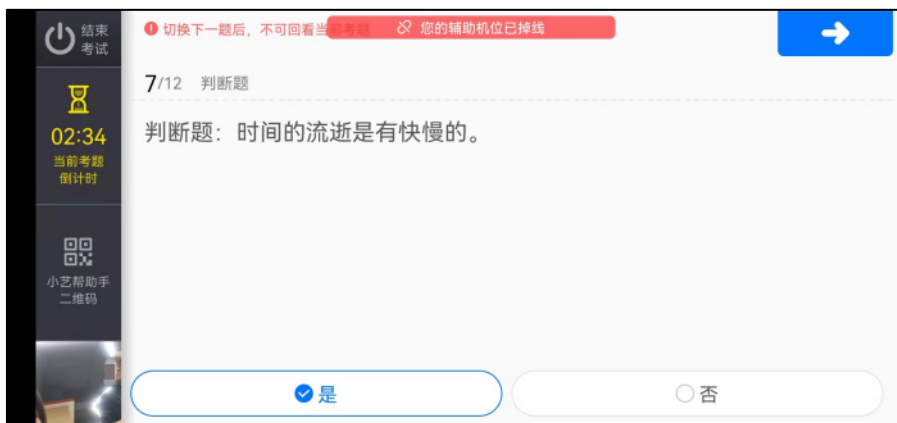 结束
考试
切换下一题后，不可回看当前考题
您的辅助机位已掉线
7/12 判断题
02:34
当前考题
倒计时
判断题：时间的流逝是有快慢的。
小艺帮助手
二维码
是
否